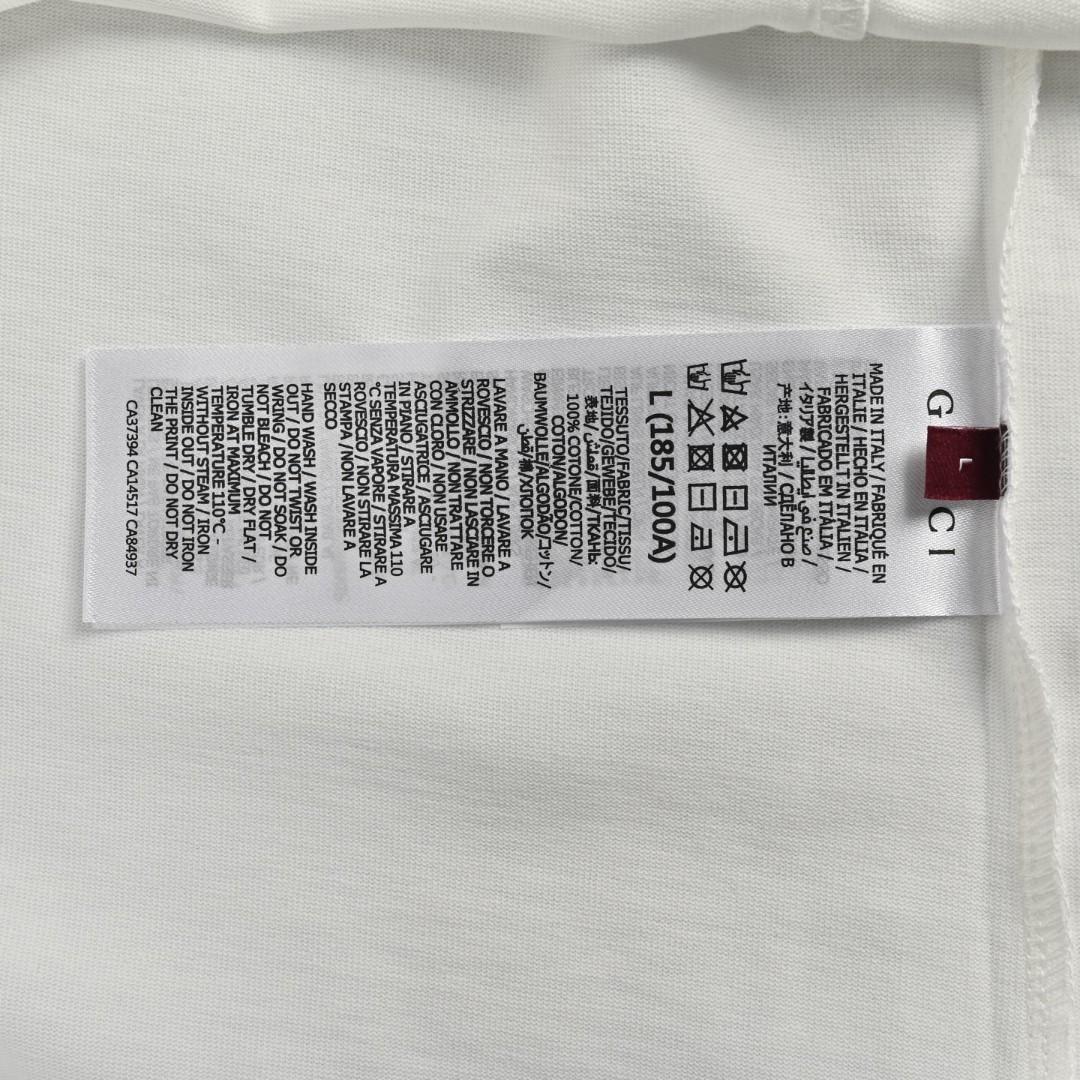 G CI
L
MADE IN ITALY / FABRIQUÉ EN
ITALIE / HECHO EN ITALIA /
HERGESTELLT IN ITALIEN /
FABRICADO EM ITÁLIA /
イタリア製 / صنع في إيطاليا /
产地:意大利 / СДЕЛАНО В
ИТАЛИИ
L (185/100A)
TESSUTO/FABRIC/TISSU/
TEJIDO/GEWEBE/TECIDO/
表地/قماش/面料/ТКАНЬ:
100% COTONE/COTTON/
COTON/ALGODON/
BAUMWOLLE/ALGODÃO/コットン/
قطن/棉/ХЛОПОК
LAVARE A MANO / LAVARE A
ROVESCIO / NON TORCERE O
STRIZZARE / NON LASCIARE IN
AMMOLLO / NON TRATTARE
CON CLORO / NON USARE
ASCIUGATRICE / ASCIUGARE
IN PIANO / STIRARE A
TEMPERATURA MASSIMA 110
°C SENZA VAPORE / STIRARE A
ROVESCIO / NON STIRARE LA
STAMPA / NON LAVARE A
SECO
HAND WASH / WASH INSIDE
OUT / DO NOT TWIST OR
WRING / DO NOT SOAK / DO
NOT BLEACH / DO NOT
TUMBLE DRY / DRY FLAT /
IRON AT MAXIMUM
TEMPERATURE 110℃ -
WITHOUT STEAM / IRON
INSIDE OUT / DO NOT IRON
THE PRINT / DO NOT DRY
CLEAN
CA37394 CA14517 CA84937